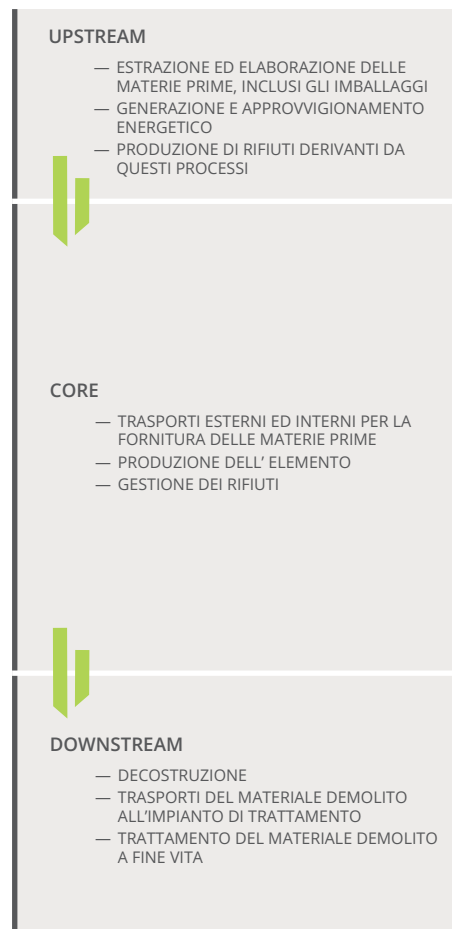 UPSTREAM
— ESTRAZIONE ED ELABORAZIONE DELLE
MATERIE PRIME, INCLUSI GLI IMBALLAGGI
— GENERAZIONE E APPROVVIGIONAMENTO
ENERGETICO
— PRODUZIONE DI RIFIUTI DERIVANTI DA
QUESTI PROCESSI
CORE
— TRASPORTI ESTERNI ED INTERNI PER LA
FORNITURA DELLE MATERIE PRIME
— PRODUZIONE DELL' ELEMENTO
— GESTIONE DEI RIFIUTI
DOWNSTREAM
— DECOSTRUZIONE
— TRASPORTI DEL MATERIALE DEMOLITO
ALL'IMPIANTO DI TRATTAMENTO
— TRATTAMENTO DEL MATERIALE DEMOLITO
A FINE VITA